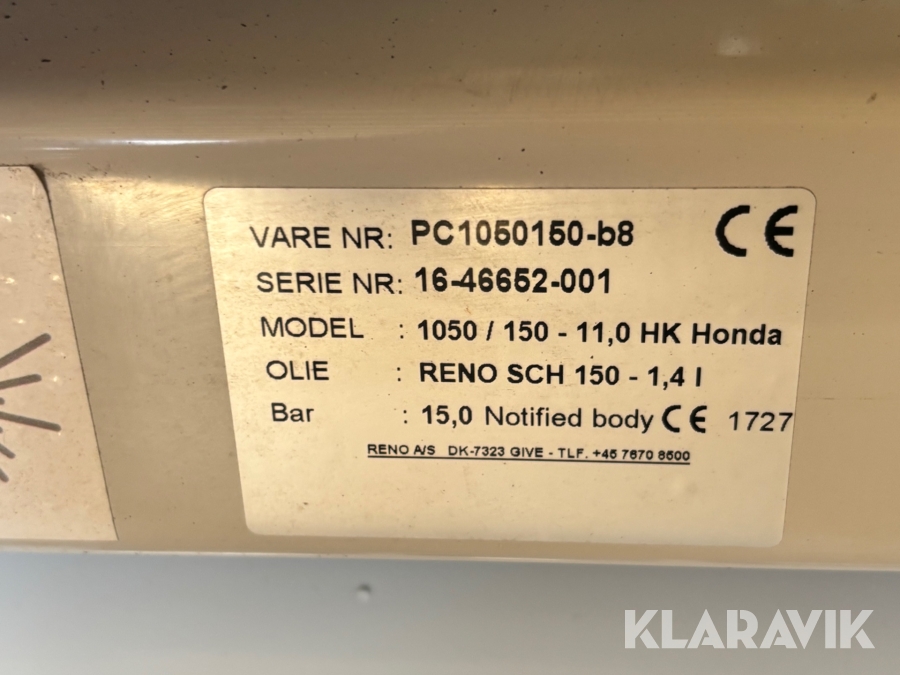 VARE NR: PC1050150-b8
SERIE NR: 16-46652-001
MODEL : 1050 / 150 - 11,0 HK Honda
OLIE : RENO SCH 150 - 1,4 l
Bar : 15,0 Notified body CE 1727
RENO A/S DK-7323 GIVE - TLF. +45 7670 8500
CE
KLARAVIK